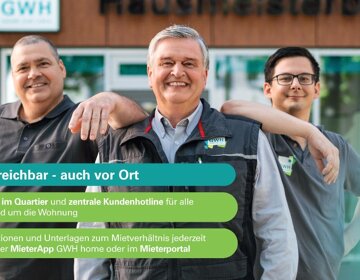 GWH
GWH
reichbar - auch vor Ort
im Quartier und zentrale Kundenhotline für alle
d um die Wohnung
ionen und Unterlagen zum Mietverhältnis jederzeit
er MieterApp GWH home oder im Mieterportal